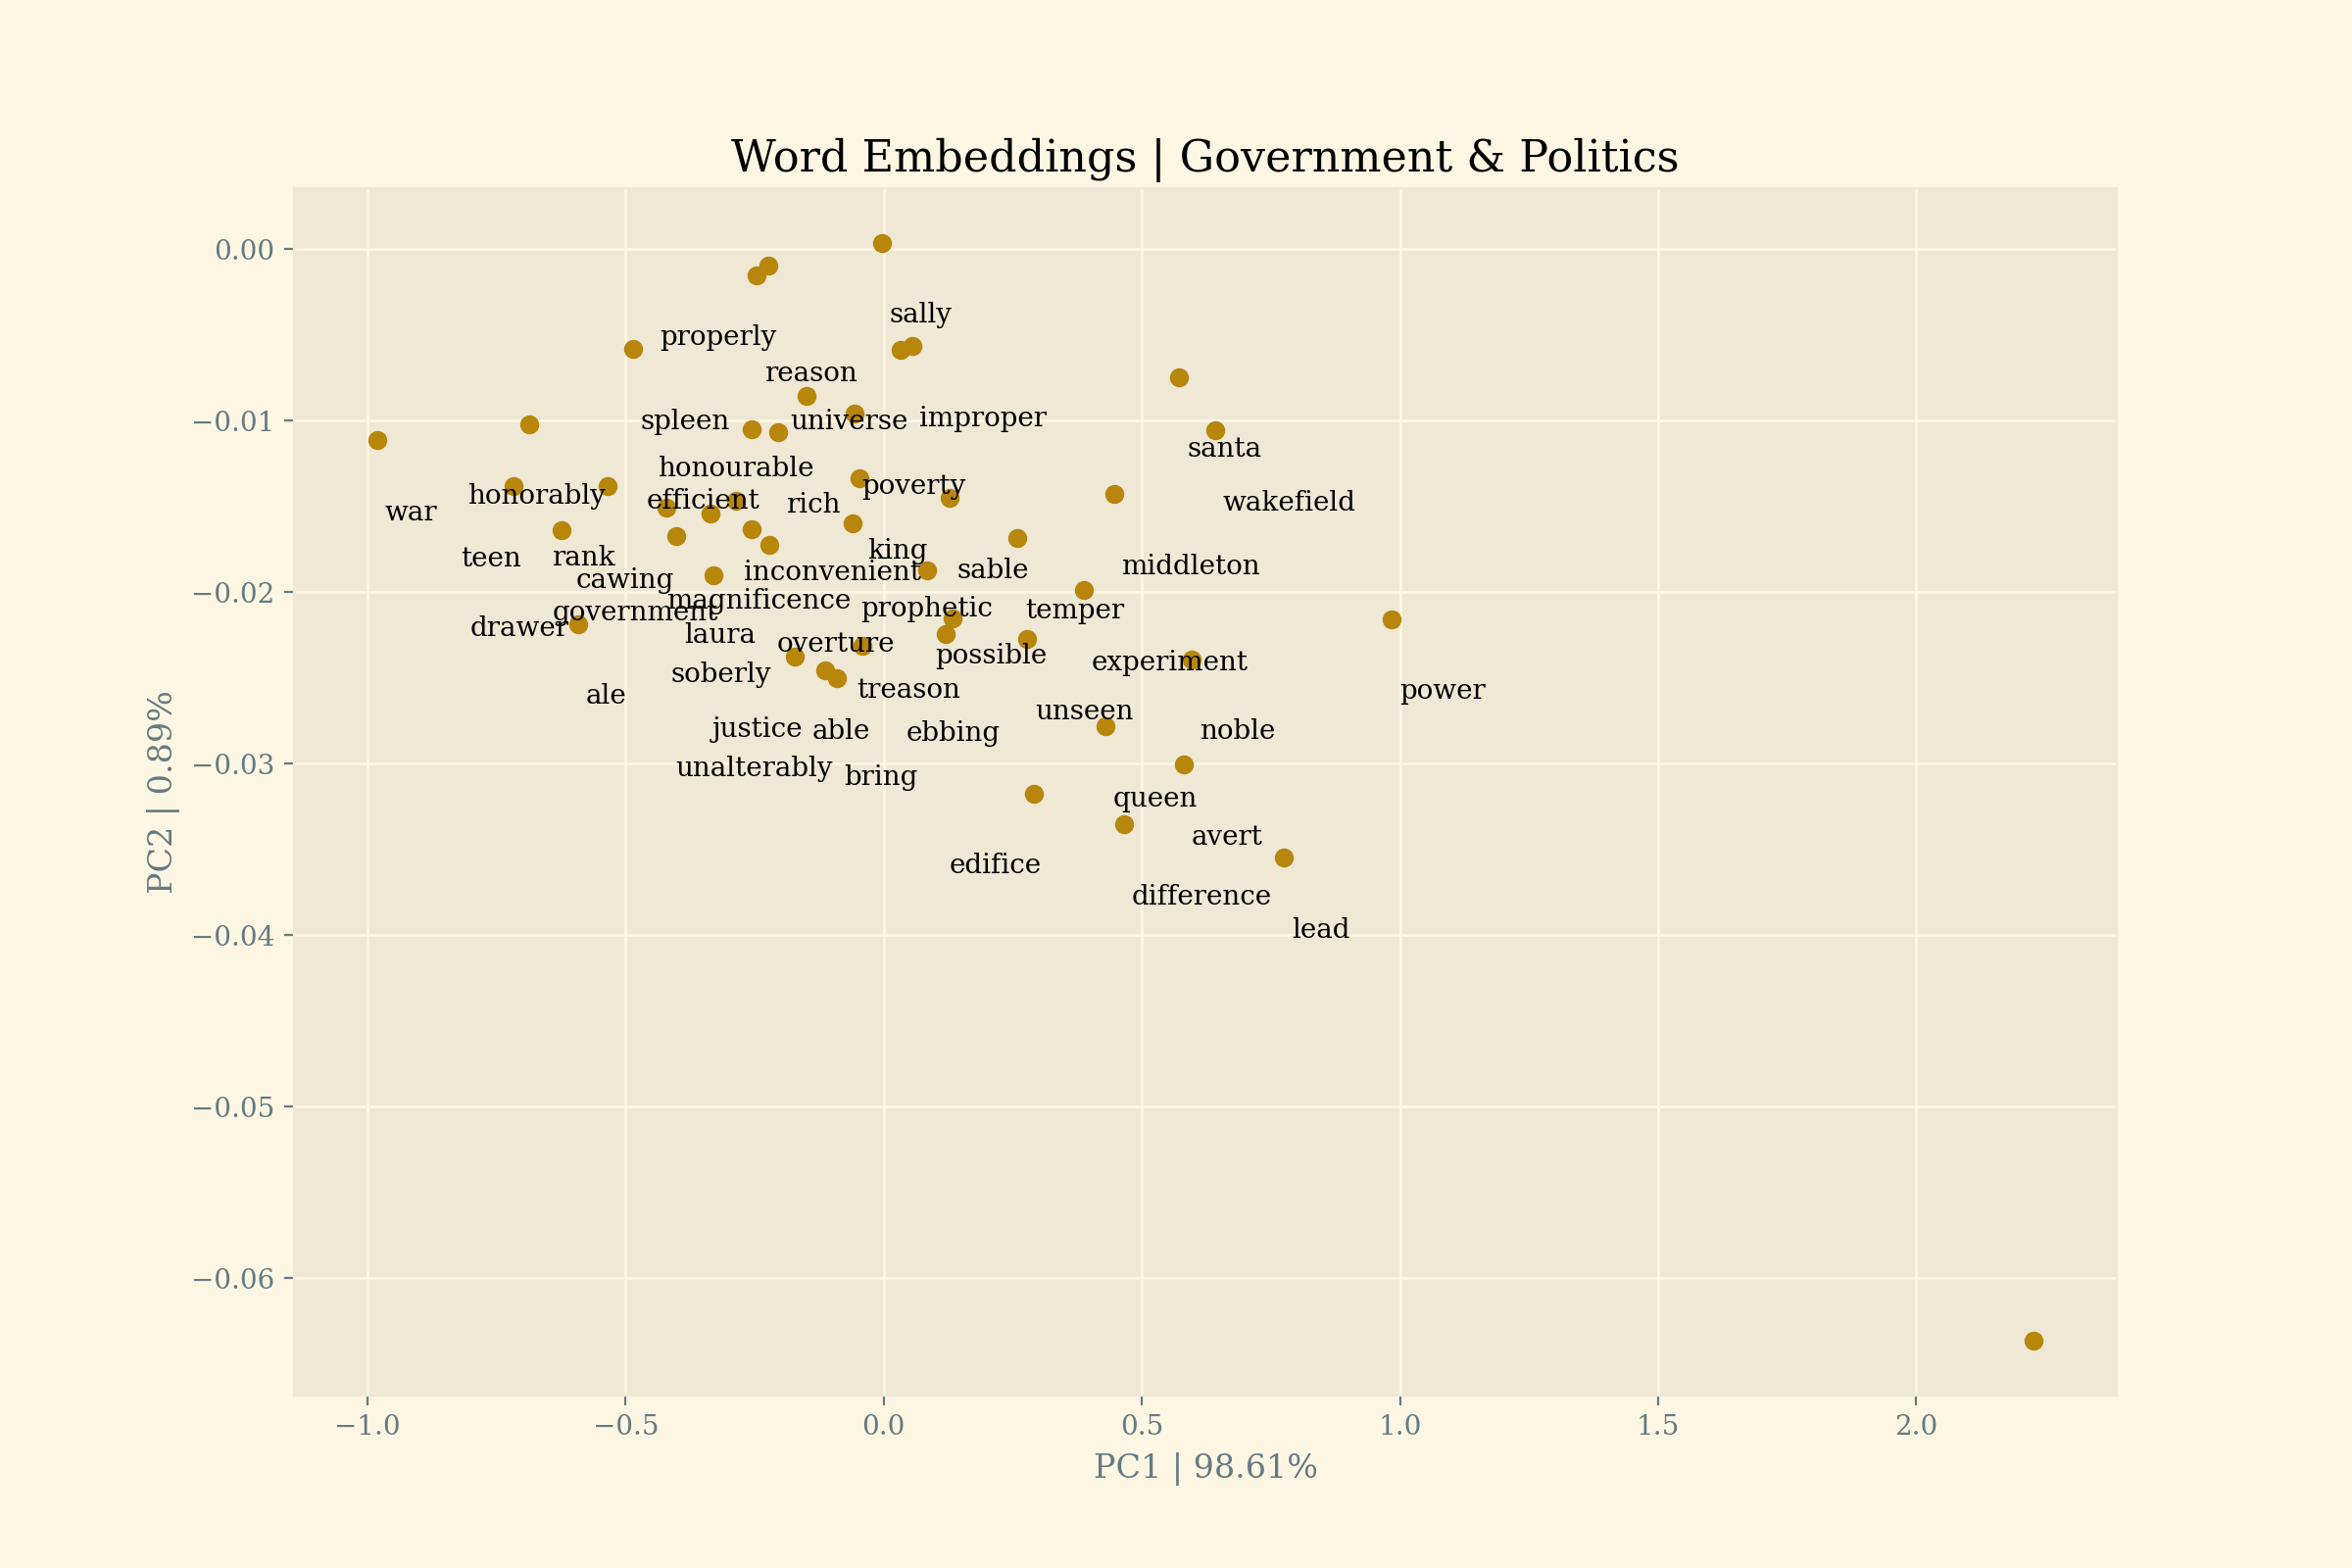 Word Embeddings | Government & Politics
0.00
−0.01
−0.02
−0.03
−0.04
−0.05
−0.06
PC2 | 0.89%
sally
properly
reason
spleen
universe
improper
santa
honourable
poverty
honorably
efficient
rich
wakefield
war
king
teen
rank
cawing
inconvenient
sable
middleton
magnificence
government
prophetic
temper
drawer
laura
overture
possible
experiment
soberly
ale
treason
power
unseen
justice
able
ebbing
noble
unalterably
bring
queen
avert
edifice
difference
lead
−1.0
−0.5
0.0
0.5
1.0
1.5
2.0
PC1 | 98.61%